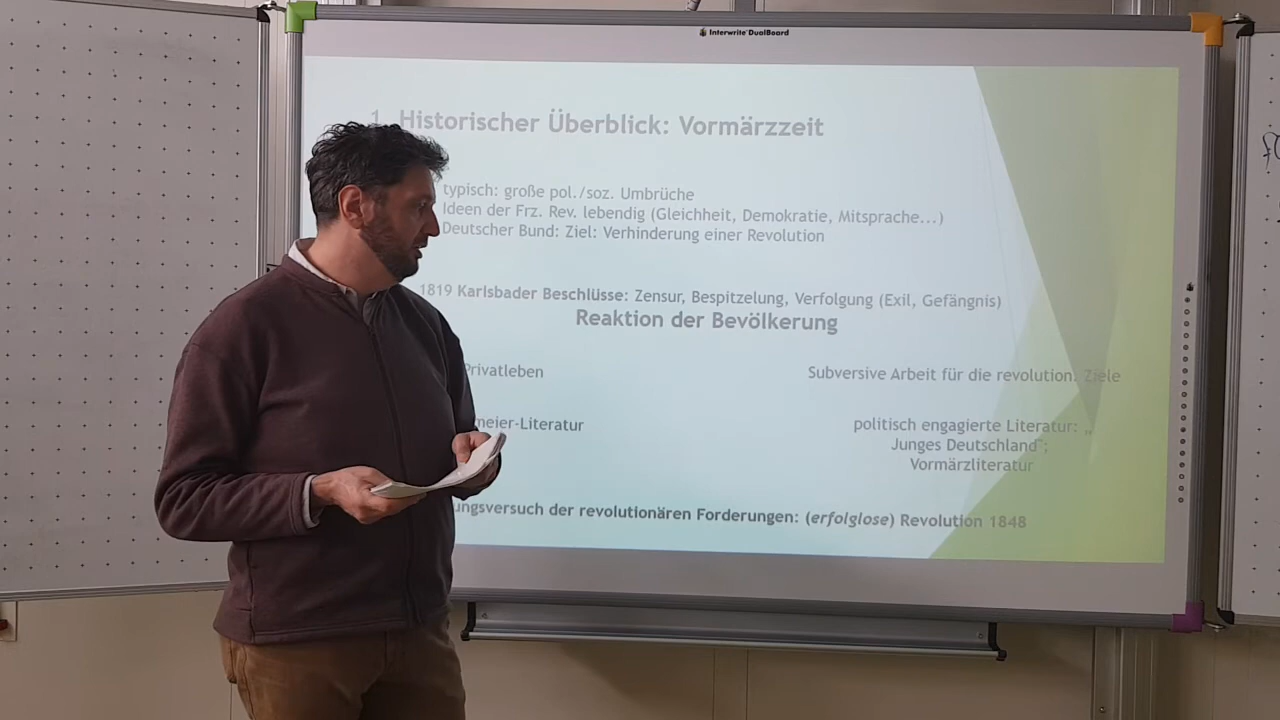 Interwrite DualBoard
1. Historischer Überblick: Vormärzzeit
typisch: große pol./soz. Umbrüche
Ideen der Frz. Rev. lebendig (Gleichheit, Demokratie, Mitsprache...)
Deutscher Bund: Ziel: Verhinderung einer Revolution
1819 Karlsbader Beschlüsse: Zensur, Bespitzelung, Verfolgung (Exil, Gefängnis)
Reaktion der Bevölkerung
Privatleben
Subversive Arbeit für die revolution. Ziele
meier-Literatur
politisch engagierte Literatur: „
Junges Deutschland";
Vormärzliteratur
ungsversuch der revolutionären Forderungen: (erfolglose) Revolution 1848